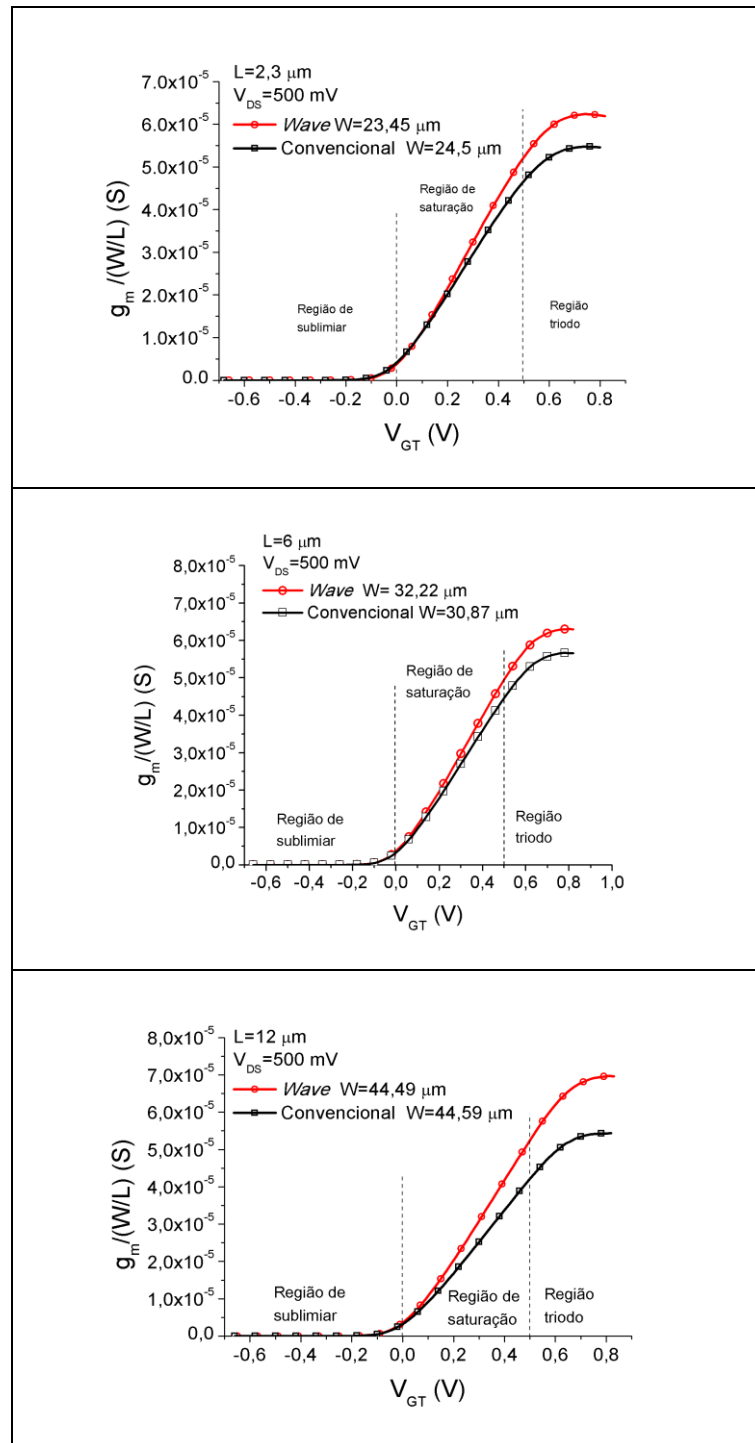 L=2,3 μm
V_DS=500 mV
Wave W=23,45 μm
Convencional W=24,5 μm
7.0x10⁻⁵
6.0x10⁻⁵
5.0x10⁻⁵
4.0x10⁻⁵
3.0x10⁻⁵
2.0x10⁻⁵
1.0x10⁻⁵
0.0
g_m/(W/L) (S)
Região de
saturação
Região de
sublimiar
Região
triodo
-0.6 -0.4 -0.2 0.0 0.2 0.4 0.6 0.8
V_GT (V)
L=6 μm
V_DS=500 mV
Wave W= 32,22 μm
Convencional W=30,87 μm
8,0x10⁻⁵
7,0x10⁻⁵
6,0x10⁻⁵
5,0x10⁻⁵
4,0x10⁻⁵
3,0x10⁻⁵
2,0x10⁻⁵
1,0x10⁻⁵
0,0
g_m/(W/L) (S)
Região de
saturação
Região de
sublimiar
Região
triodo
-0,6 -0,4 -0,2 0,0 0,2 0,4 0,6 0,8 1,0
V_GT (V)
L=12 μm
V_DS=500 mV
Wave W=44,49 μm
Convencional W=44,59 μm
8,0x10⁻⁵
7,0x10⁻⁵
6,0x10⁻⁵
5,0x10⁻⁵
4,0x10⁻⁵
3,0x10⁻⁵
2,0x10⁻⁵
1,0x10⁻⁵
0,0
g_m/(W/L) (S)
Região de
sublimiar
Região de
saturação
Região
triodo
-0,6 -0,4 -0,2 0,0 0,2 0,4 0,6 0,8
V_GT (V)